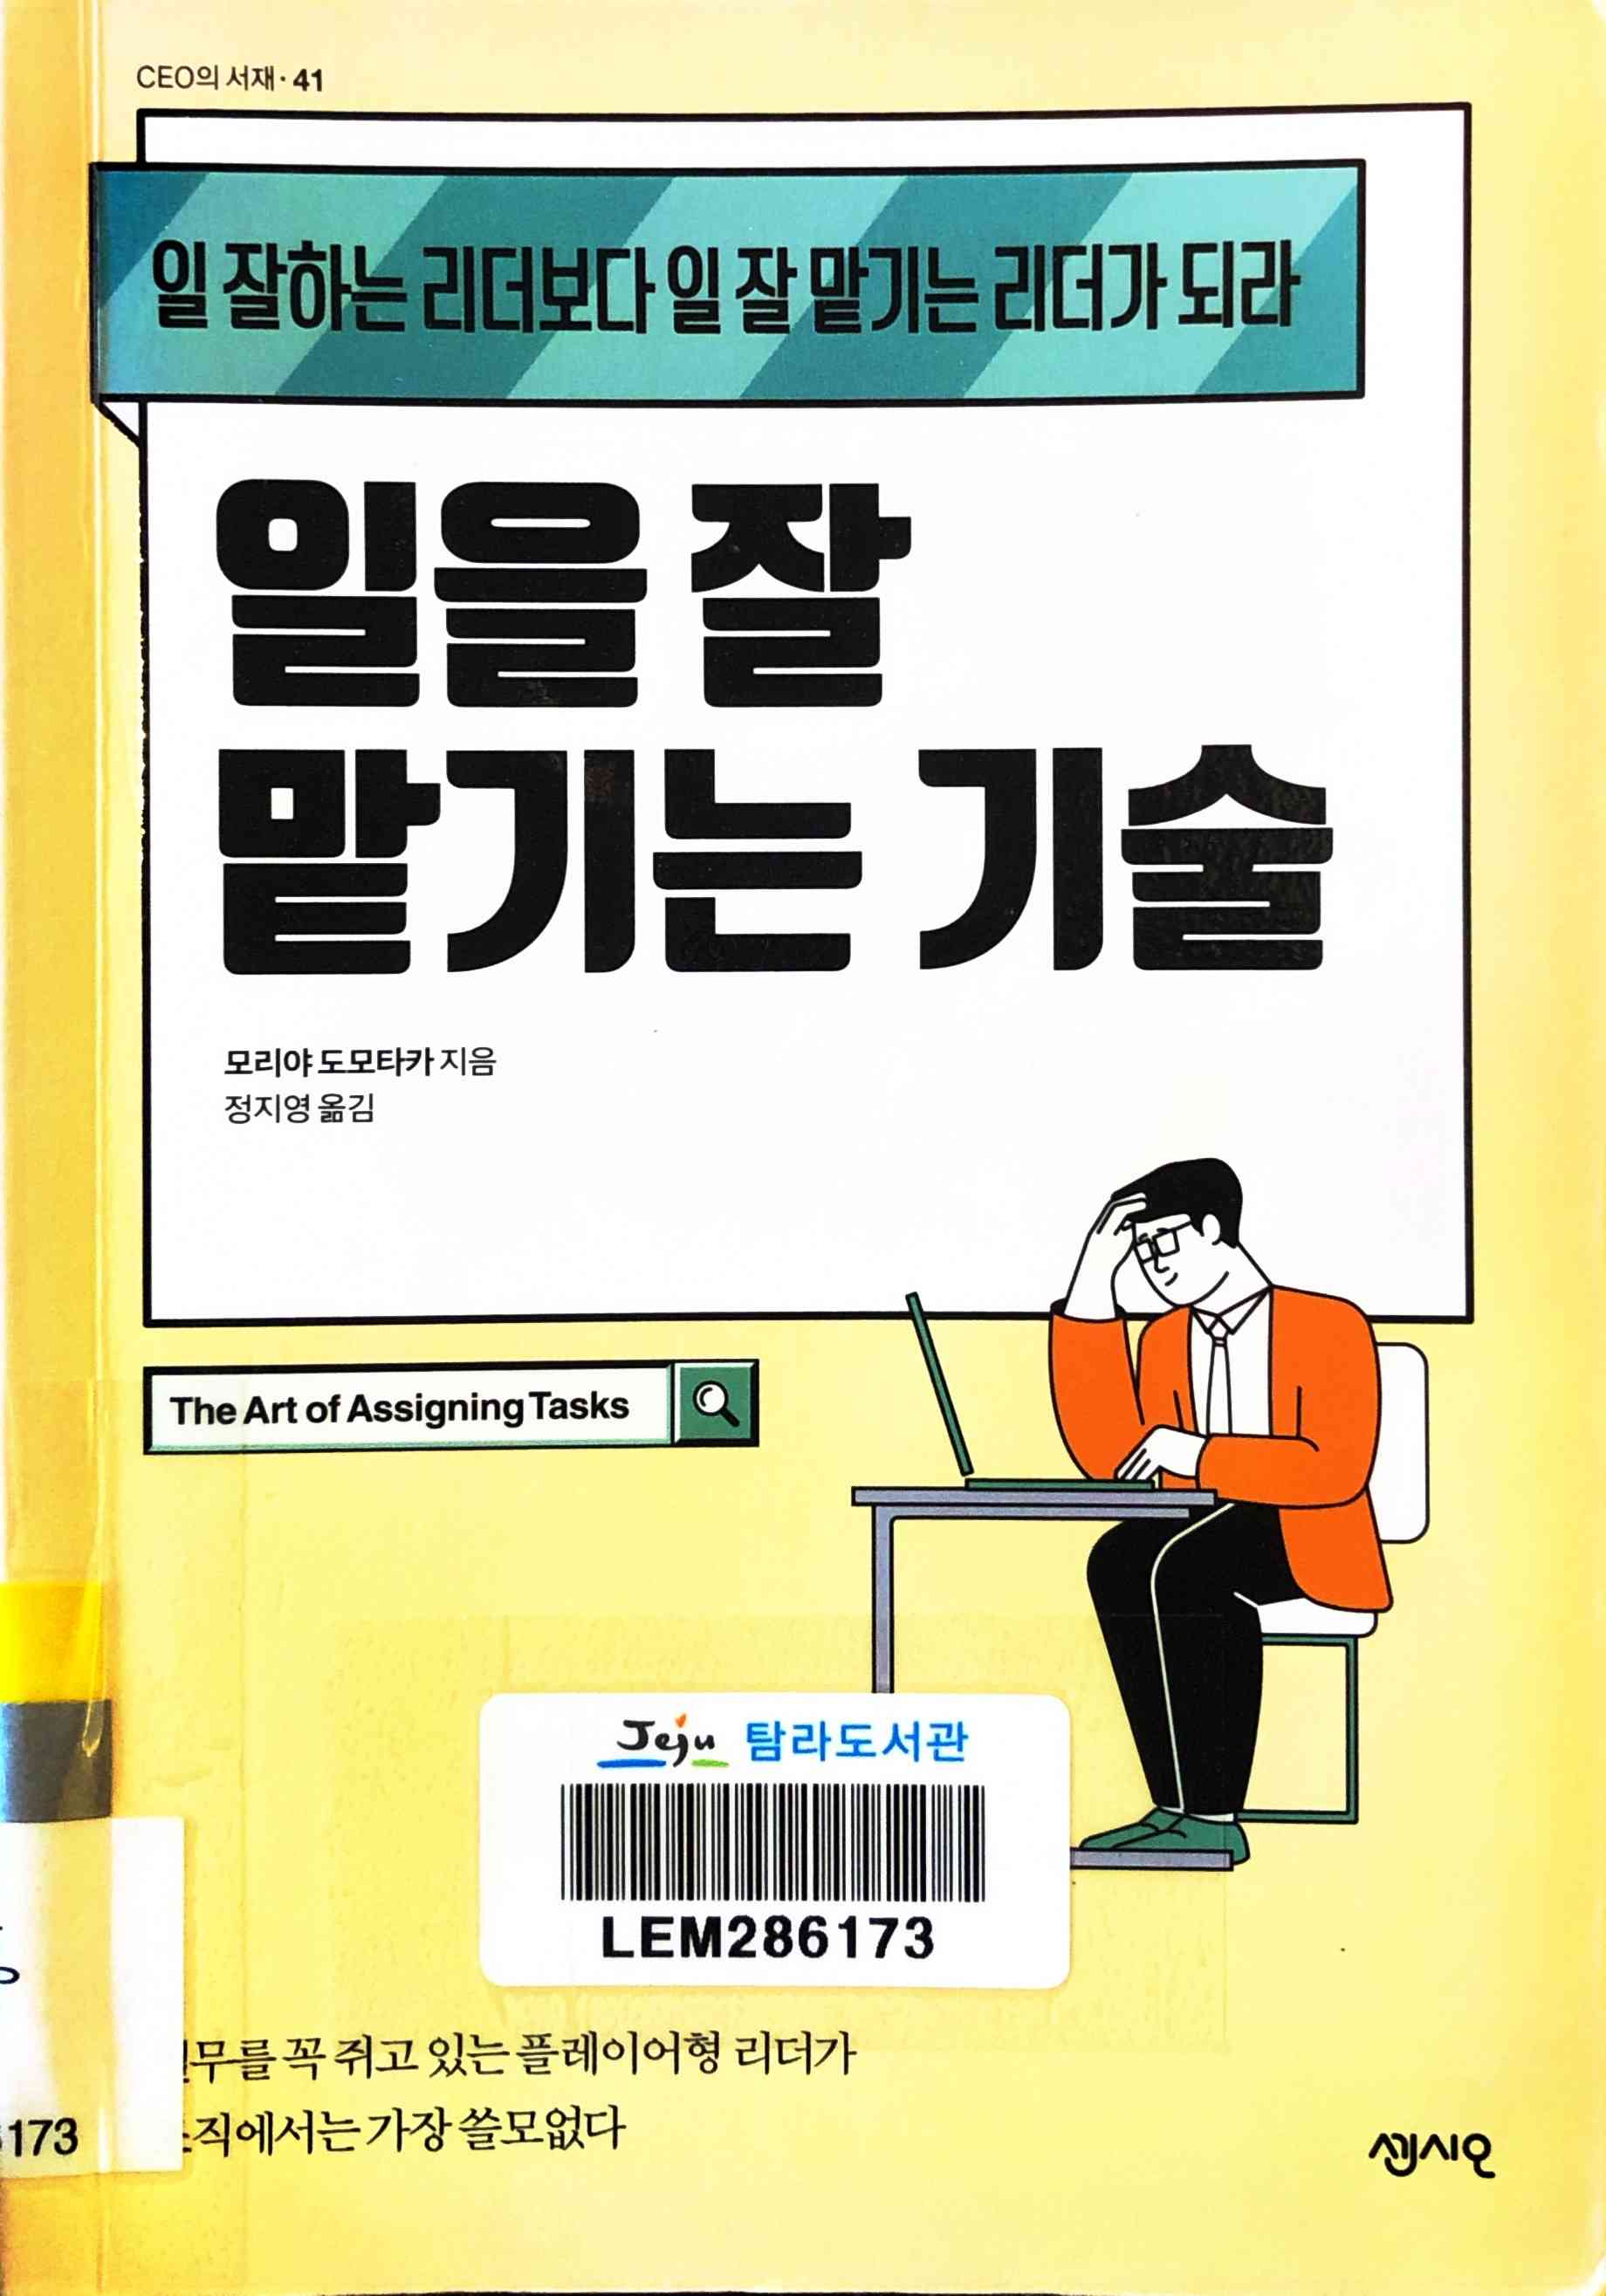 CEO의 서재 · 41
일 잘하는 리더보다 일 잘 맡기는 리더가 되라
일을 잘
맡기는 기술
모리야 도모타카 지음
정지영 옮김
The Art of Assigning Tasks
Jeju 탐라도서관
LEM286173
무를 꼭 쥐고 있는 플레이어형 리더가
직에서는 가장 쓸모없다
173
센시오